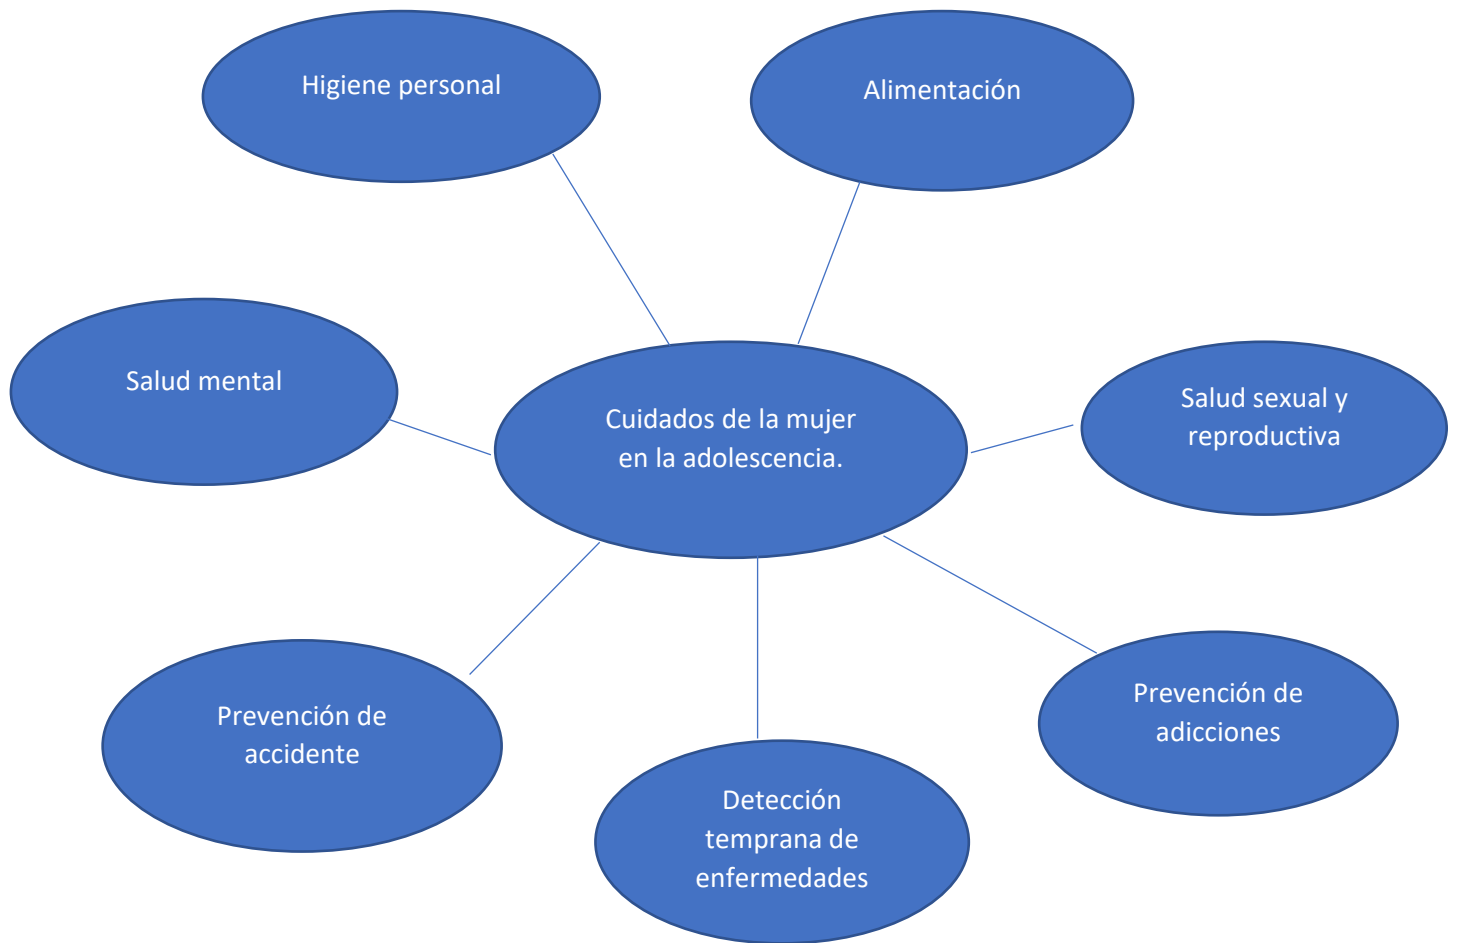 Higiene personal
Alimentación
Salud mental
Cuidados de la mujer
en la adolescencia.
Salud sexual y
reproductiva
Prevención de
accidente
Detección
temprana de
enfermedades
Prevención de
adicciones